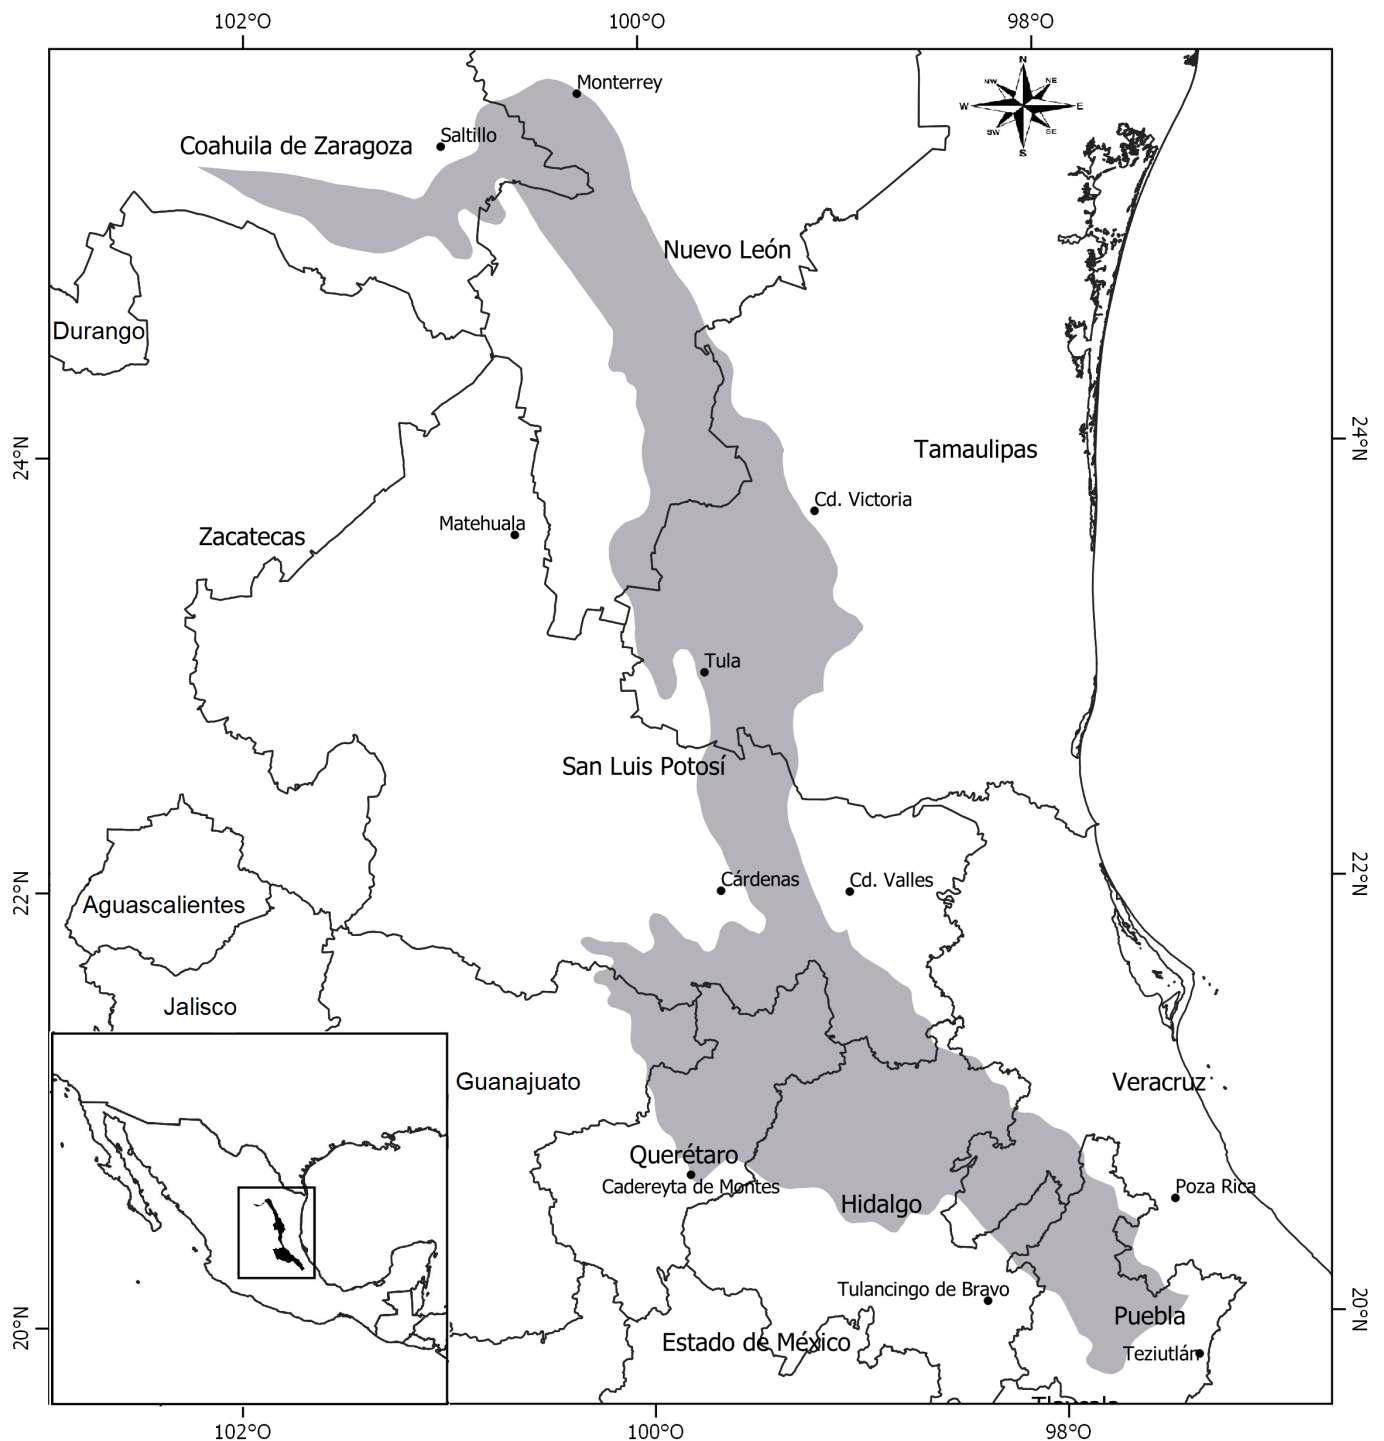 102°O
100°O
98°O
N
NW
NE
W
E
SW
SE
S
Monterrey
Saltillo
Coahuila de Zaragoza
Nuevo León
Durango
24°N
24°N
Tamaulipas
Cd. Victoria
Matehuala
Zacatecas
Tula
San Luis Potosí
22°N
22°N
Cárdenas
Cd. Valles
Aguascalientes
Jalisco
Guanajuato
Veracruz
Querétaro
Cadereyta de Montes
Hidalgo
Poza Rica
Tulancingo de Bravo
Puebla
20°N
20°N
Estado de México
Teziutlán
Tlaxcala
102°O
100°O
98°O